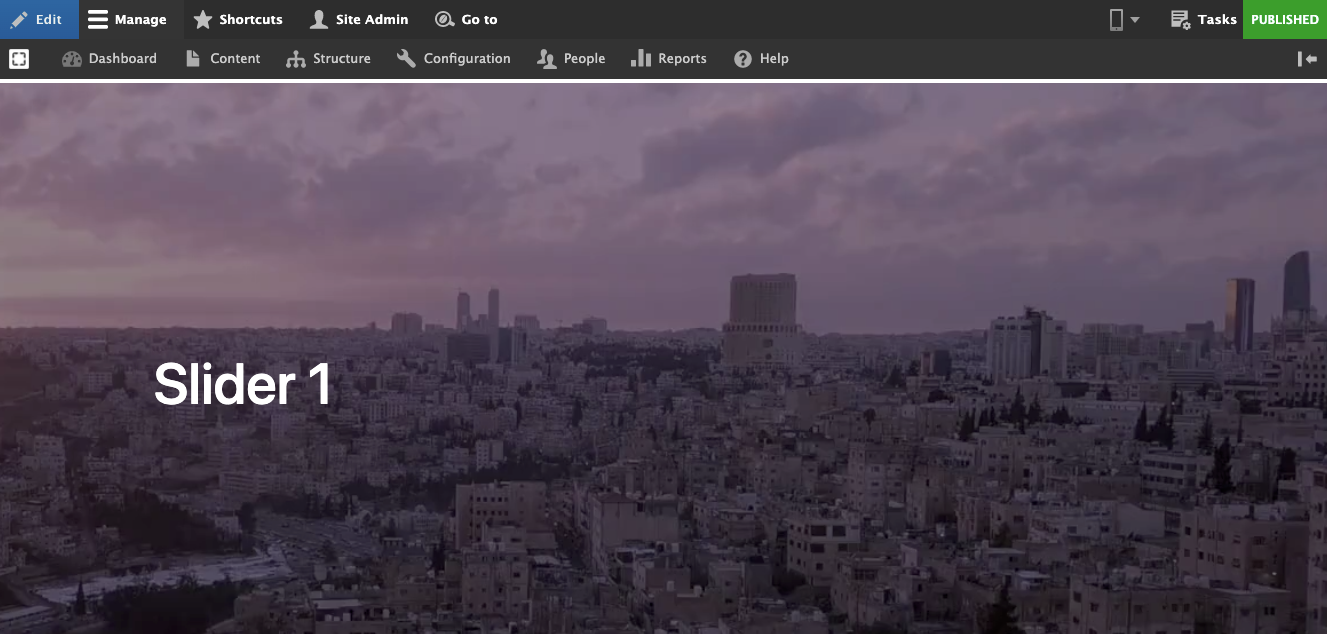 Edit Manage Shortcuts Site Admin Go to Tasks PUBLISHED
Dashboard Content Structure Configuration People Reports Help
Slider 1